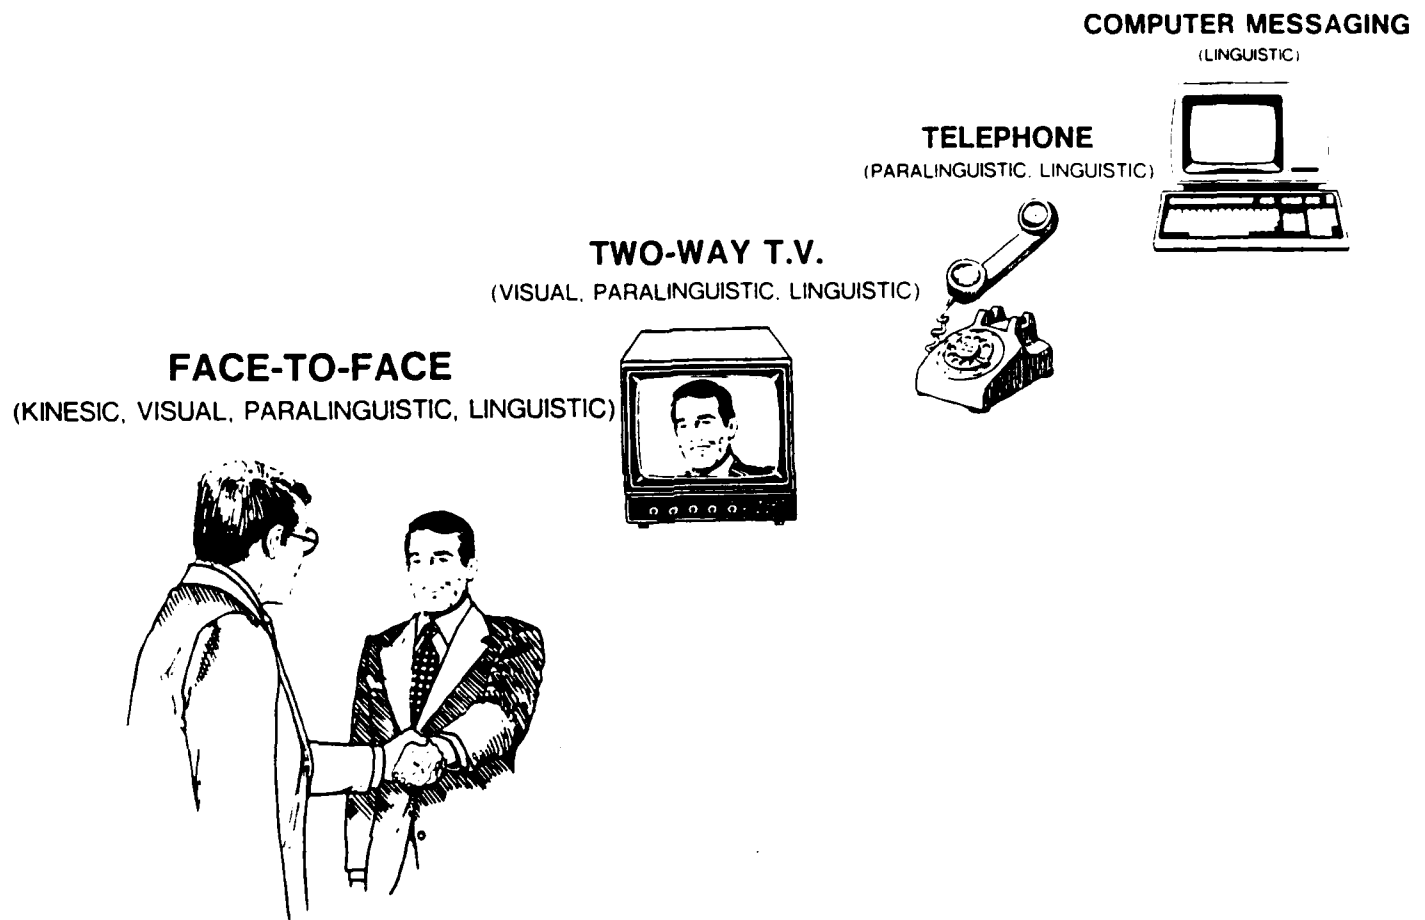 COMPUTER MESSAGING
(LINGUISTIC)
TELEPHONE
(PARALINGUISTIC, LINGUISTIC)
TWO-WAY T.V.
(VISUAL, PARALINGUISTIC, LINGUISTIC)
FACE-TO-FACE
(KINESIC, VISUAL, PARALINGUISTIC, LINGUISTIC)